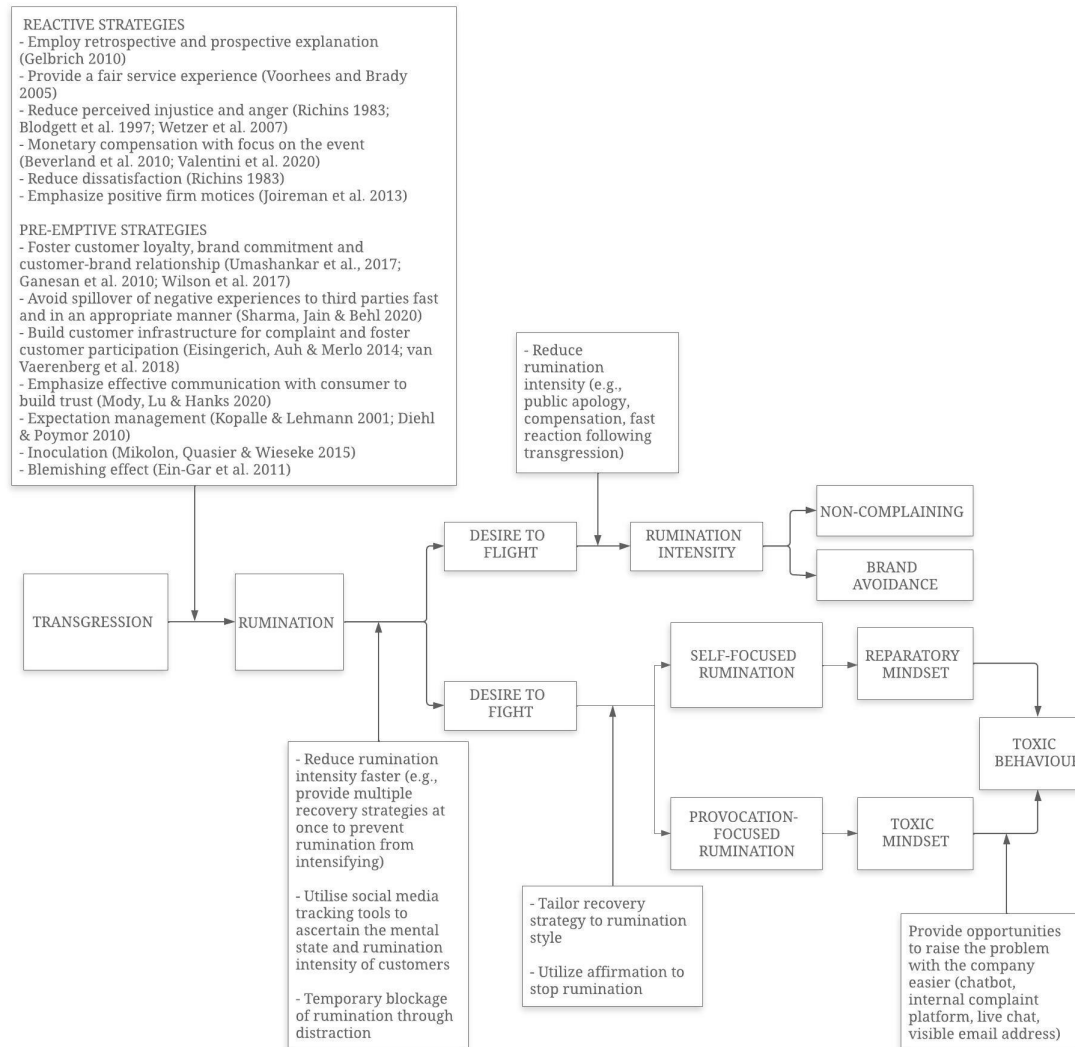 REACTIVE STRATEGIES
- Employ retrospective and prospective explanation
(Gelbrich 2010)
- Provide a fair service experience (Voorhees and Brady
2005)
- Reduce perceived injustice and anger (Richins 1983;
Blodgett et al. 1997; Wetzer et al. 2007)
- Monetary compensation with focus on the event
(Beverland et al. 2010; Valentini et al. 2020)
- Reduce dissatisfaction (Richins 1983)
- Emphasize positive firm motices (Joireman et al. 2013)
PRE-EMPTIVE STRATEGIES
- Foster customer loyalty, brand commitment and
customer-brand relationship (Umashankar et al., 2017;
Ganesan et al. 2010; Wilson et al. 2017)
- Avoid spillover of negative experiences to third parties fast
and in an appropriate manner (Sharma, Jain & Behl 2020)
- Build customer infrastructure for complaint and foster
customer participation (Eisingerich, Auh & Merlo 2014; van
Vaerenberg et al. 2018)
- Emphasize effective communication with consumer to
build trust (Mody, Lu & Hanks 2020)
- Expectation management (Kopalle & Lehmann 2001; Diehl
& Poymor 2010)
- Inoculation (Mikolon, Quasier & Wieseke 2015)
- Blemishing effect (Ein-Gar et al. 2011)
- Reduce
rumination
intensity (e.g.,
public apology,
compensation, fast
reaction following
transgression)
TRANSGRESSION
RUMINATION
DESIRE TO
FLIGHT
RUMINATION
INTENSITY
NON-COMPLAINING
BRAND
AVOIDANCE
DESIRE TO
FIGHT
SELF-FOCUSED
RUMINATION
REPARATORY
MINDSET
PROVOCATION-
FOCUSED
RUMINATION
TOXIC
MINDSET
TOXIC
BEHAVIOU
- Reduce rumination
intensity faster (e.g.,
provide multiple
recovery strategies at
once to prevent
rumination from
intensifying)
- Utilise social media
tracking tools to
ascertain the mental
state and rumination
intensity of customers
- Temporary blockage
of rumination through
distraction
- Tailor recovery
strategy to rumination
style
- Utilize affirmation to
stop rumination
Provide opportunities
to raise the problem
with the company
easier (chatbot,
internal complaint
platform, live chat,
visible email address)